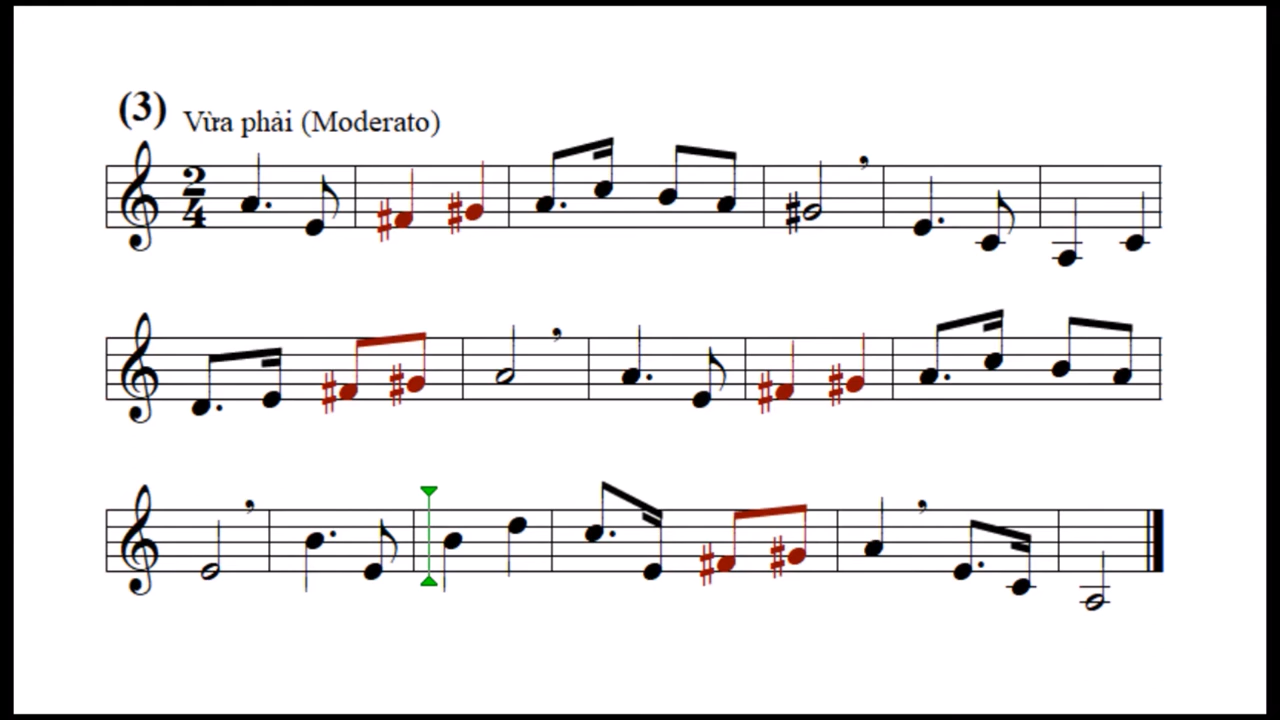 (3)
Vừa phải (Moderato)
2
4